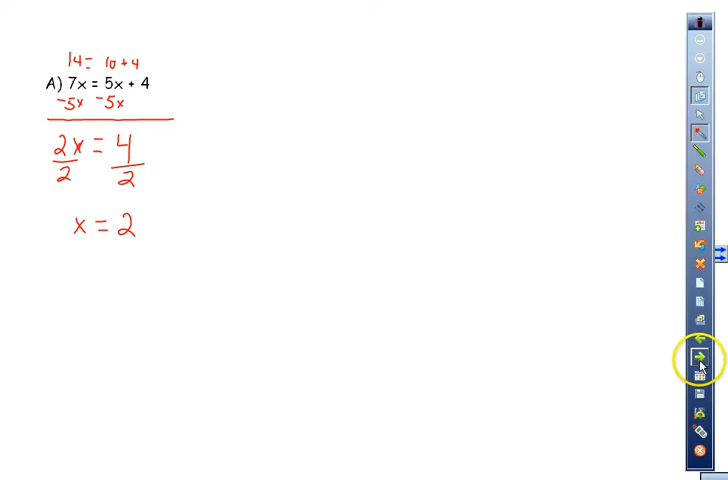 14 = 10 + 4
A) 7x = 5x + 4
-5x -5x
2x = 4
2 2
x = 2